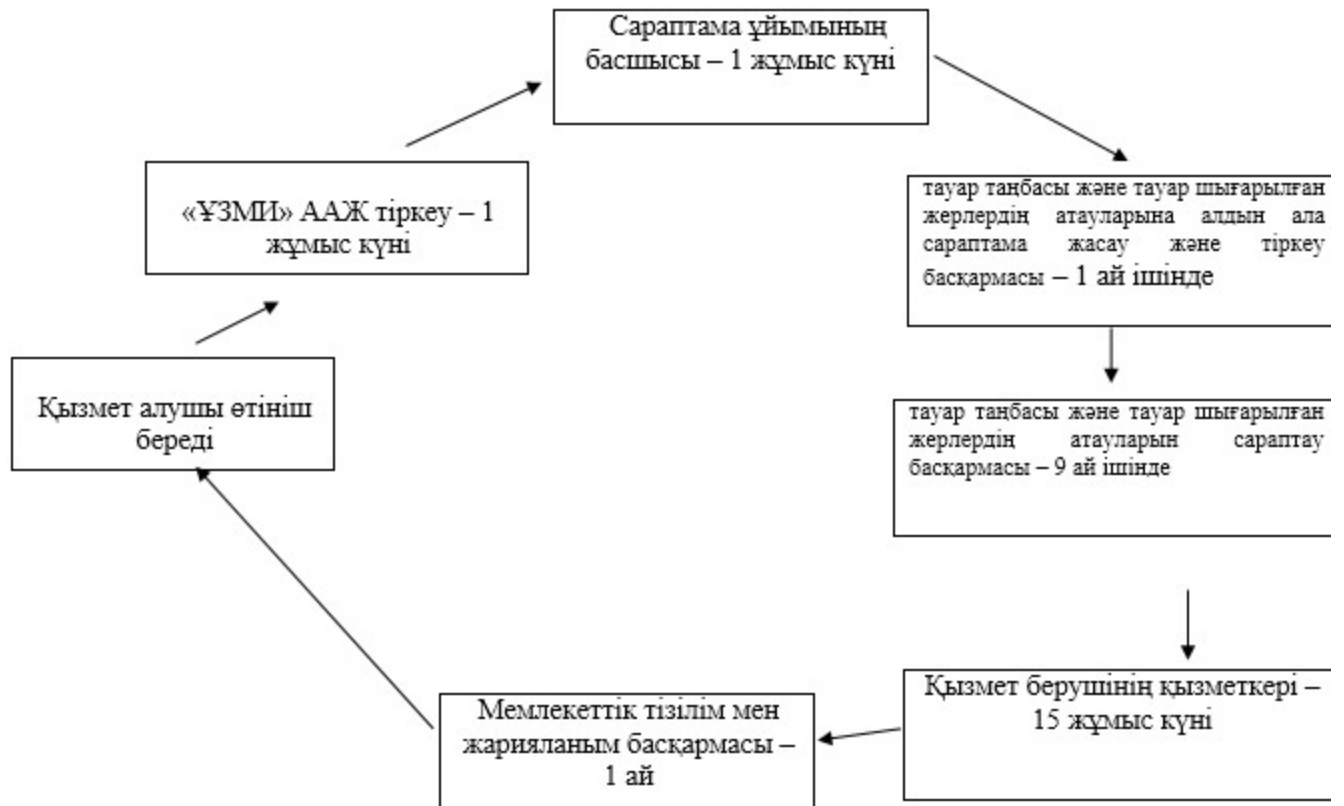 Сараптама ұйымының
басшысы – 1 жұмыс күні
«ҰЗМИ» ААЖ тіркеу – 1
жұмыс күні
тауар таңбасы және тауар шығарылған
жерлердің атауларына алдын ала
сараптама жасау және тіркеу
басқармасы – 1 ай ішінде
Қызмет алушы өтініш
береді
тауар таңбасы және тауар шығарылған
жерлердің атауларын сараптау
басқармасы – 9 ай ішінде
Қызмет берушінің қызметкері –
15 жұмыс күні
Мемлекеттік тізілім мен
жарияланым басқармасы –
1 ай